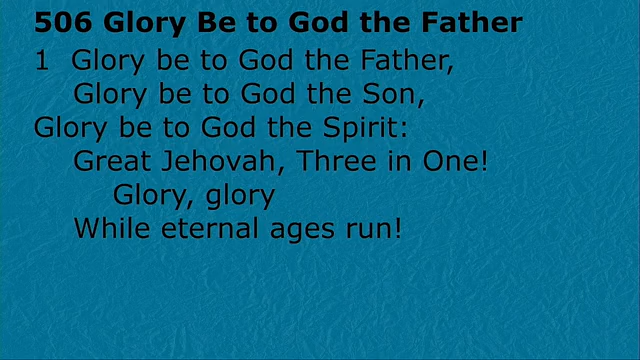 506 Glory Be to God the Father
1 Glory be to God the Father,
Glory be to God the Son,
Glory be to God the Spirit:
Great Jehovah, Three in One!
Glory, glory
While eternal ages run!